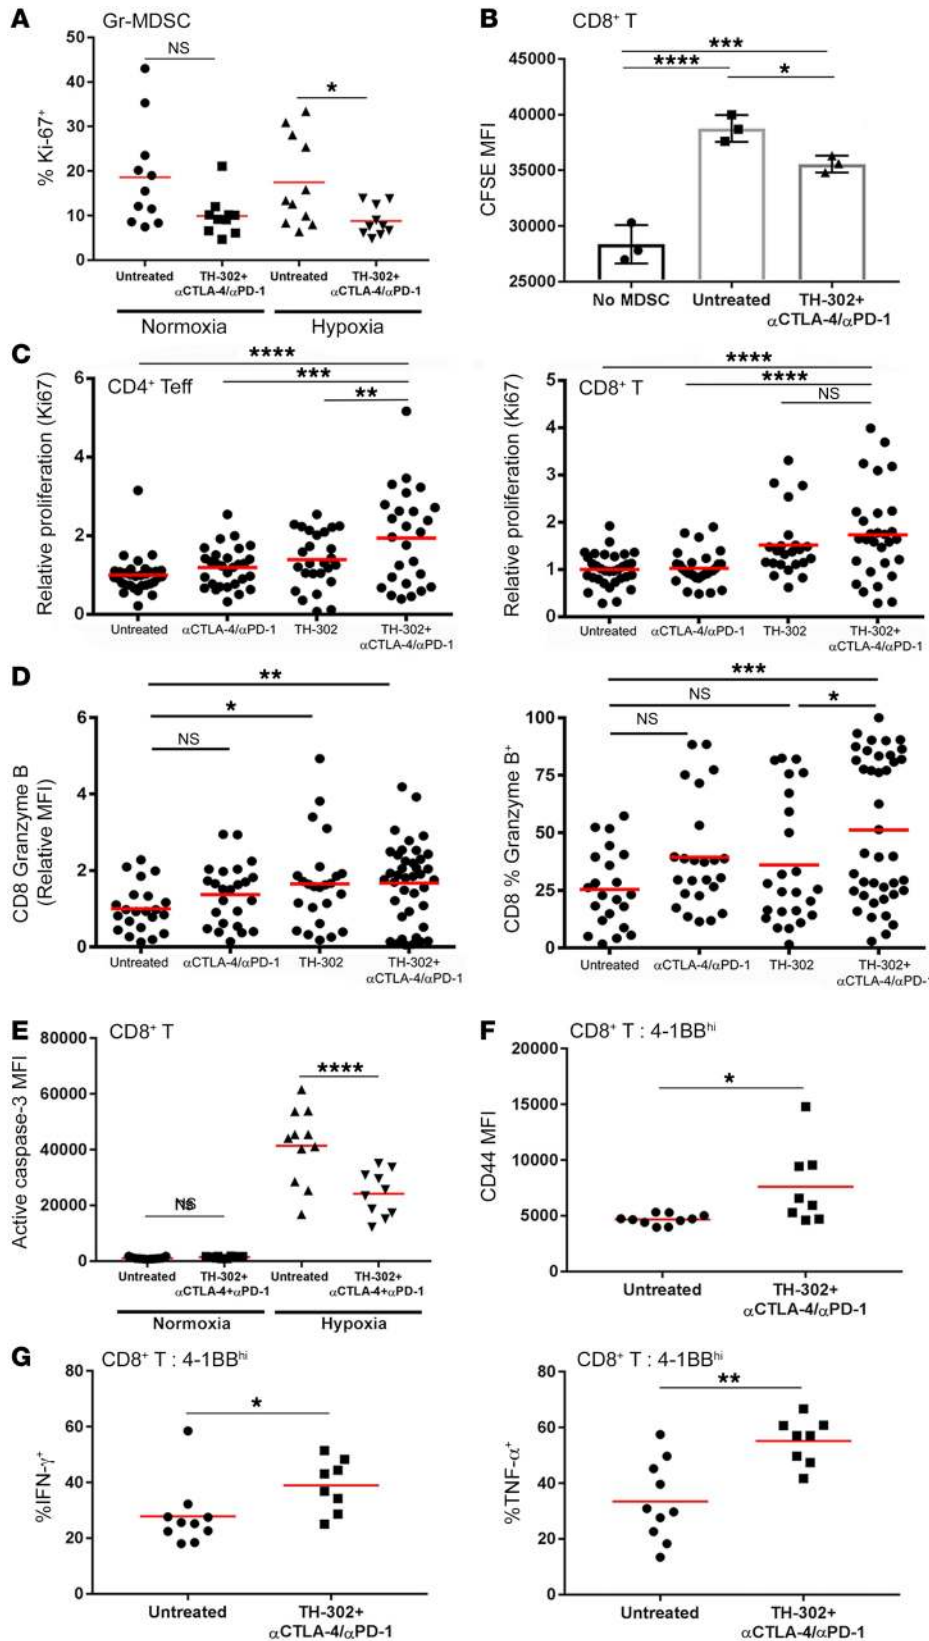 A
Gr-MDSC
% Ki-67⁺
50
40
30
20
10
0
NS
*
Untreated
TH-302+
αCTLA-4/αPD-1
Untreated
TH-302+
αCTLA-4/αPD-1
Normoxia
Hypoxia
B
CD8⁺ T
CFSE MFI
45000
40000
35000
30000
25000
***
****
*
No MDSC
Untreated
TH-302+
αCTLA-4/αPD-1
C
CD4⁺ Teff
Relative proliferation (Ki67)
6
4
2
0
****
***
**
Untreated
αCTLA-4/αPD-1
TH-302
TH-302+
αCTLA-4/αPD-1
CD8⁺ T
Relative proliferation (Ki67)
5
4
3
2
1
0
****
****
NS
Untreated
αCTLA-4/αPD-1
TH-302
TH-302+
αCTLA-4/αPD-1
D
CD8 Granzyme B
(Relative MFI)
6
4
2
0
**
*
NS
Untreated
αCTLA-4/αPD-1
TH-302
TH-302+
αCTLA-4/αPD-1
CD8 % Granzyme B⁺
100
75
50
25
0
***
NS
*
NS
Untreated
αCTLA-4/αPD-1
TH-302
TH-302+
αCTLA-4/αPD-1
E
CD8⁺ T
Active caspase-3 MFI
80000
60000
40000
20000
0
NS
****
Untreated
TH-302+
αCTLA-4+αPD-1
Untreated
TH-302+
αCTLA-4+αPD-1
Normoxia
Hypoxia
F
CD8⁺ T : 4-1BBʰⁱ
CD44 MFI
20000
15000
10000
5000
0
*
Untreated
TH-302+
αCTLA-4/αPD-1
G
CD8⁺ T : 4-1BBʰⁱ
%IFN-γ⁺
80
60
40
20
0
*
Untreated
TH-302+
αCTLA-4/αPD-1
CD8⁺ T : 4-1BBʰⁱ
%TNF-α⁺
80
60
40
20
0
**
Untreated
TH-302+
αCTLA-4/αPD-1